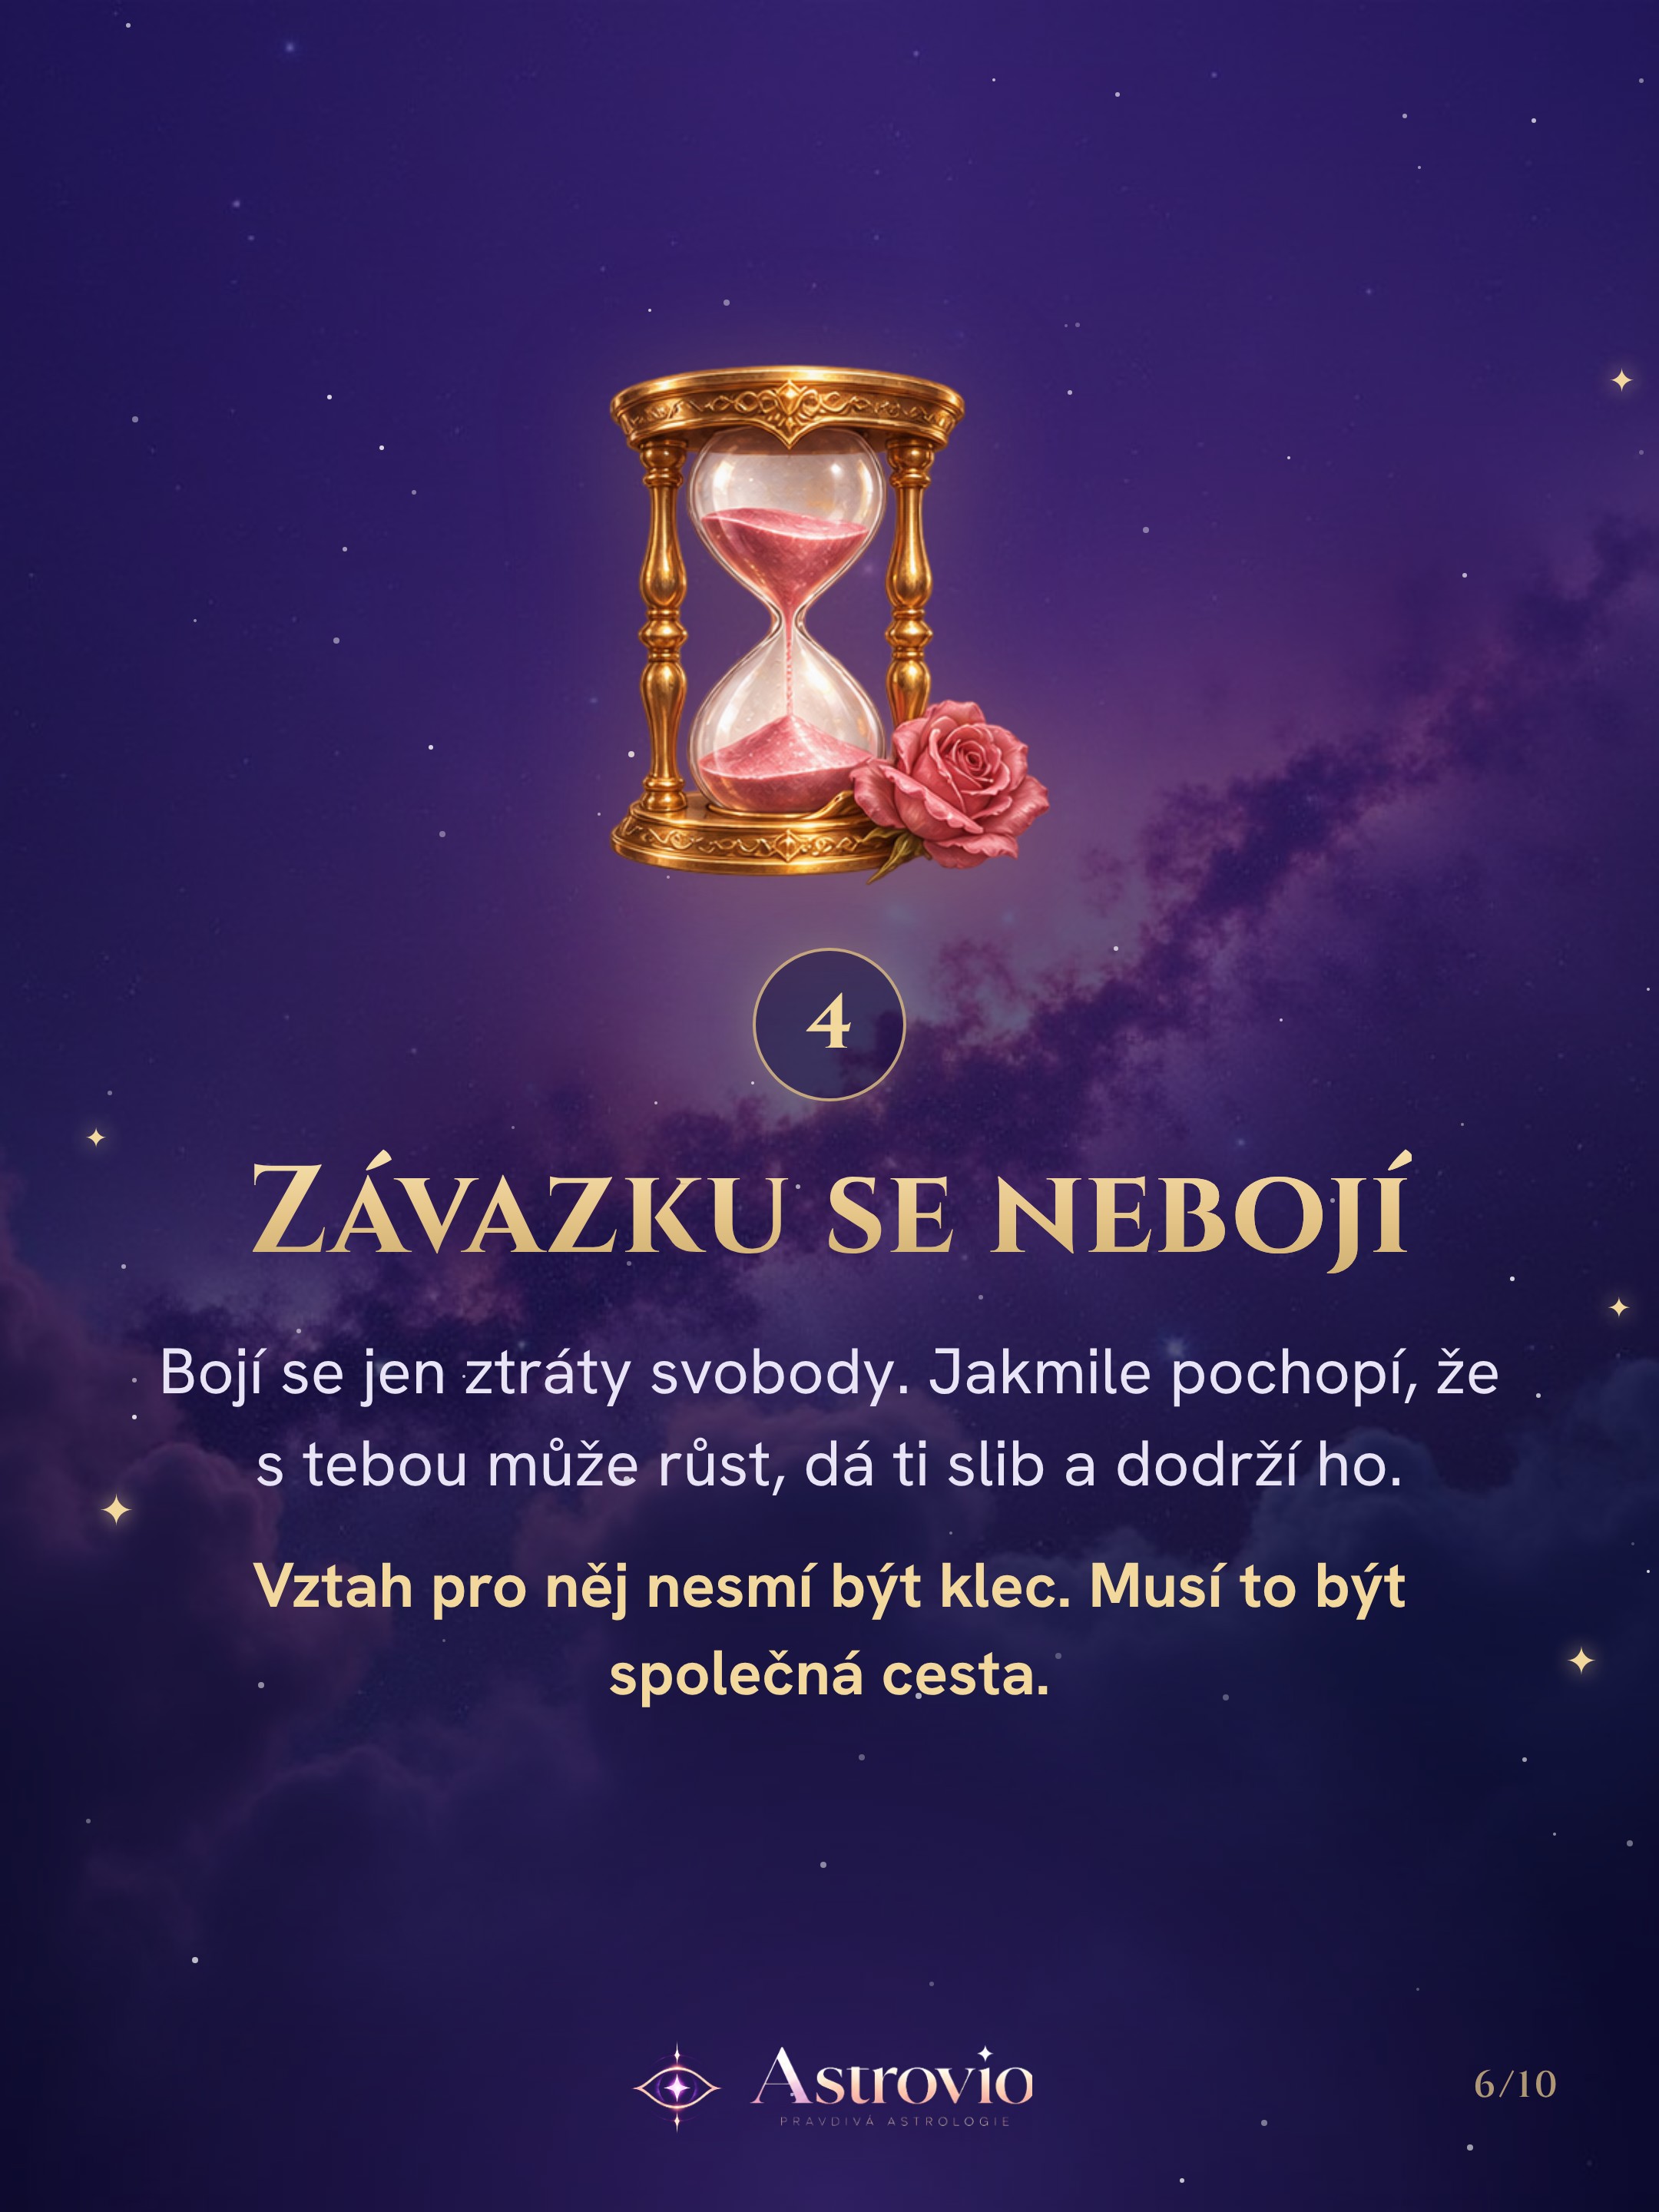 4
Závazku se nebojí
Bojí se jen ztráty svobody. Jakmile pochopí, že
s tebou může růst, dá ti slib a dodrží ho.
Vztah pro něj nesmí být klec. Musí to být
společná cesta.
Astrovio
PRAVDIVÁ ASTROLOGIE
6/10